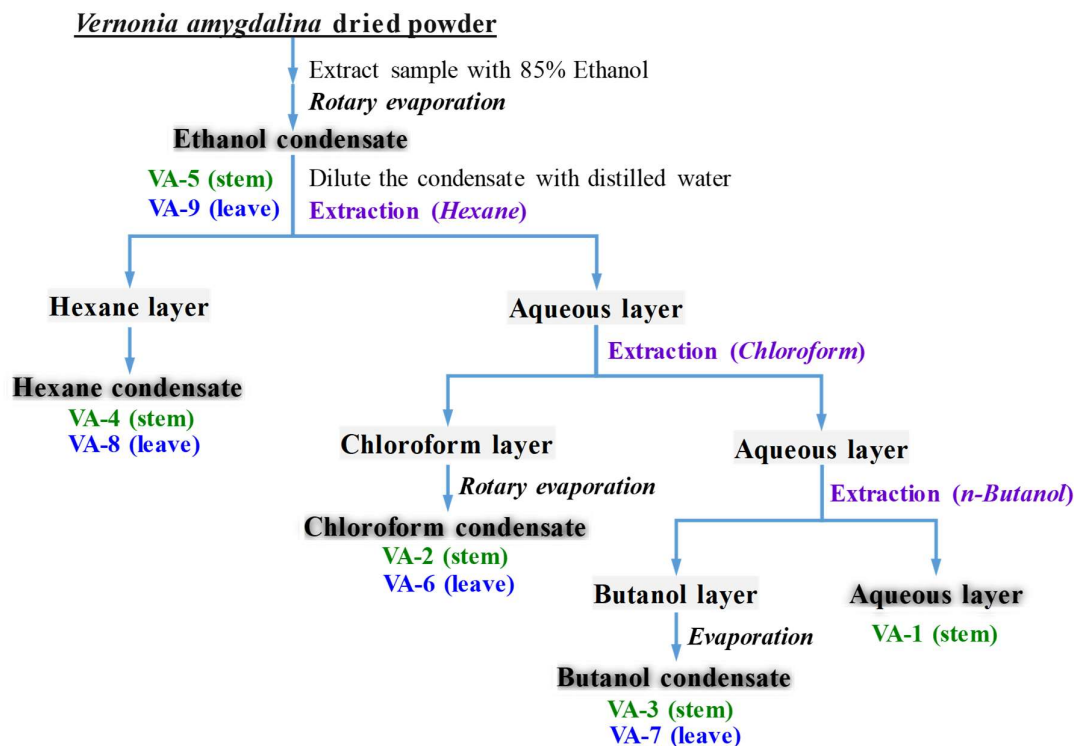 Vernonia amygdalina dried powder
Extract sample with 85% Ethanol
Rotary evaporation
Ethanol condensate
VA-5 (stem)
VA-9 (leave)
Dilute the condensate with distilled water
Extraction (Hexane)
Hexane layer
Aqueous layer
Hexane condensate
VA-4 (stem)
VA-8 (leave)
Extraction (Chloroform)
Chloroform layer
Aqueous layer
Rotary evaporation
Chloroform condensate
VA-2 (stem)
VA-6 (leave)
Extraction (n-Butanol)
Butanol layer
Aqueous layer
VA-1 (stem)
Evaporation
Butanol condensate
VA-3 (stem)
VA-7 (leave)